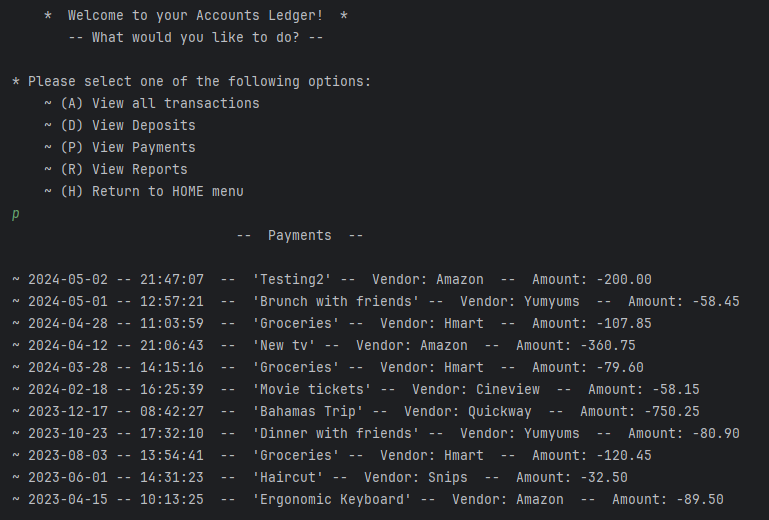 * Welcome to your Accounts Ledger! *
-- What would you like to do? --
* Please select one of the following options:
~ (A) View all transactions
~ (D) View Deposits
~ (P) View Payments
~ (R) View Reports
~ (H) Return to HOME menu
p
-- Payments --
~ 2024-05-02 -- 21:47:07 -- 'Testing2' -- Vendor: Amazon -- Amount: -200.00
~ 2024-05-01 -- 12:57:21 -- 'Brunch with friends' -- Vendor: Yumyums -- Amount: -58.45
~ 2024-04-28 -- 11:03:59 -- 'Groceries' -- Vendor: Hmart -- Amount: -107.85
~ 2024-04-12 -- 21:06:43 -- 'New tv' -- Vendor: Amazon -- Amount: -360.75
~ 2024-03-28 -- 14:15:16 -- 'Groceries' -- Vendor: Hmart -- Amount: -79.60
~ 2024-02-18 -- 16:25:39 -- 'Movie tickets' -- Vendor: Cineview -- Amount: -58.15
~ 2023-12-17 -- 08:42:27 -- 'Bahamas Trip' -- Vendor: Quickway -- Amount: -750.25
~ 2023-10-23 -- 17:32:10 -- 'Dinner with friends' -- Vendor: Yumyums -- Amount: -80.90
~ 2023-08-03 -- 13:54:41 -- 'Groceries' -- Vendor: Hmart -- Amount: -120.45
~ 2023-06-01 -- 14:31:23 -- 'Haircut' -- Vendor: Snips -- Amount: -32.50
~ 2023-04-15 -- 10:13:25 -- 'Ergonomic Keyboard' -- Vendor: Amazon -- Amount: -89.50